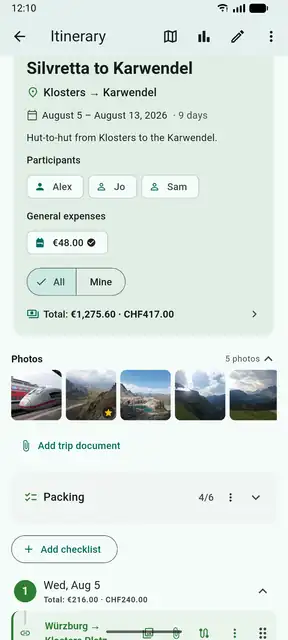 12:10
Itinerary
Silvretta to Karwendel
Klosters → Karwendel
August 5 – August 13, 2026 · 9 days
Hut-to-hut from Klosters to the Karwendel.
Participants
Alex Jo Sam
General expenses
€48.00
All Mine
Total: €1,275.60 · CHF417.00
Photos 5 photos
Add trip document
Packing 4/6
+ Add checklist
1 Wed, Aug 5
Total: €216.00 · CHF240.00
Würzburg →
Klosters Platz